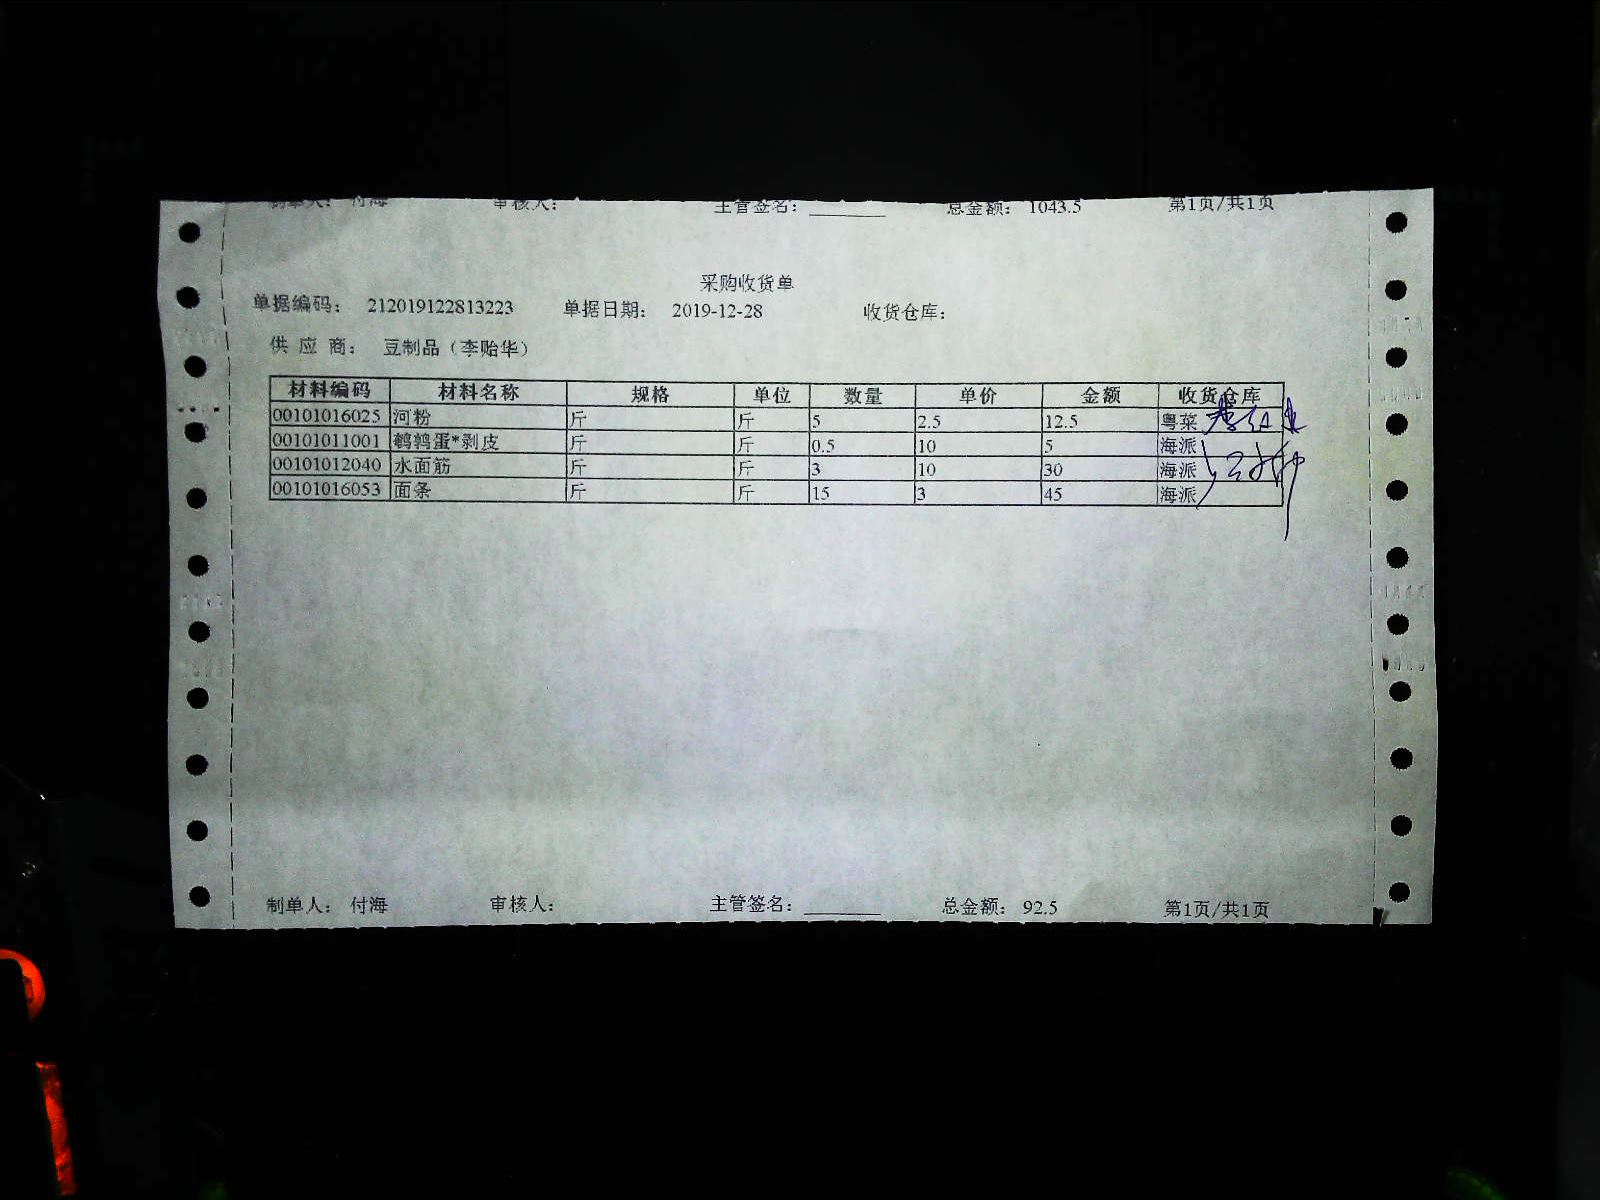 制单人： 付海 审核人： 主管签名：________ 总金额： 1043.5 第1页/共1页
采购收货单
单据编码： 212019122813223 单据日期： 2019-12-28 收货仓库：
供 应 商： 豆制品（李贻华）
材料编码 材料名称 规格 单位 数量 单价 金额 收货仓库
00101016025 河粉 斤 斤 5 2.5 12.5 粤菜
00101011001 鹌鹑蛋*剥皮 斤 斤 0.5 10 5 海派
00101012040 水面筋 斤 斤 3 10 30 海派
00101016053 面条 斤 斤 15 3 45 海派
制单人： 付海 审核人： 主管签名：________ 总金额： 92.5 第1页/共1页